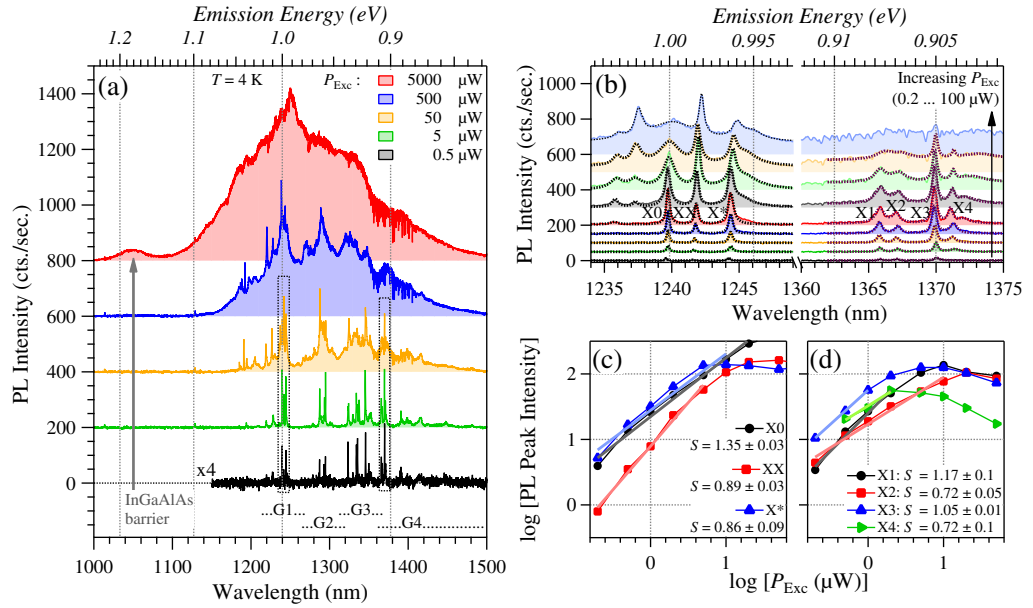 Emission Energy (eV)
1.2 1.1 1.0 0.9
(a)
T = 4 K
P_Exc :
5000 μW
500 μW
50 μW
5 μW
0.5 μW
1400
1200
1000
800
600
400
200
0
PL Intensity (cts./sec.)
x4
InGaAlAs
barrier
...G1...
...G2...
...G3...
...G4......................
1000 1100 1200 1300 1400 1500
Wavelength (nm)
Emission Energy (eV)
1.00 0.995 0.91 0.905
(b)
Increasing P_Exc
(0.2 ... 100 μW)
1000
800
600
400
200
0
PL Intensity (cts./sec.)
X0 XX X* X1 X2 X3 X4
1235 1240 1245 1250 1360 1365 1370 1375
Wavelength (nm)
(c)
log [PL Peak Intensity]
2
1
0
X0
S = 1.35 ± 0.03
XX
S = 0.89 ± 0.03
X*
S = 0.86 ± 0.09
0 1
(d)
X1: S = 1.17 ± 0.1
X2: S = 0.72 ± 0.05
X3: S = 1.05 ± 0.01
X4: S = 0.72 ± 0.1
0 1
log [P_Exc (μW)]